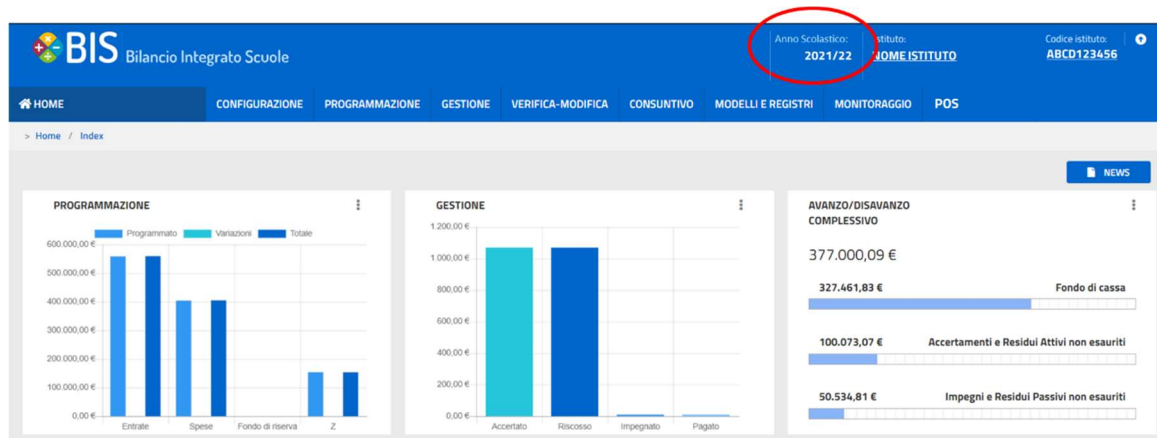 BIS Bilancio Integrato Scuole
Anno Scolastico:
2021/22
Istituto:
NOME ISTITUTO
Codice istituto:
ABCD123456
HOME CONFIGURAZIONE PROGRAMMAZIONE GESTIONE VERIFICA-MODIFICA CONSUNTIVO MODELLI E REGISTRI MONITORAGGIO POS
> Home / Index
NEWS
PROGRAMMAZIONE
Programmato Variazioni Totale
600.000,00 €
500.000,00 €
400.000,00 €
300.000,00 €
200.000,00 €
100.000,00 €
0,00 €
Entrate Spese Fondo di riserva Z
GESTIONE
1.200,00 €
1.000,00 €
800,00 €
600,00 €
400,00 €
200,00 €
0,00 €
Accertato Riscosso Impegnato Pagato
AVANZO/DISAVANZO
COMPLESSIVO
377.000,09 €
327.461,83 € Fondo di cassa
100.073,07 € Accertamenti e Residui Attivi non esauriti
50.534,81 € Impegni e Residui Passivi non esauriti